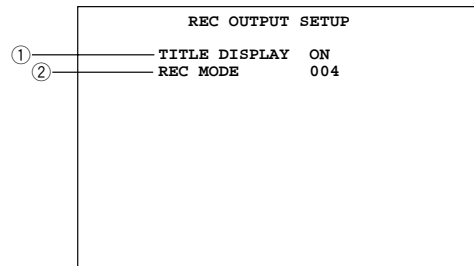 REC OUTPUT SETUP
① TITLE DISPLAY ON
② REC MODE 004